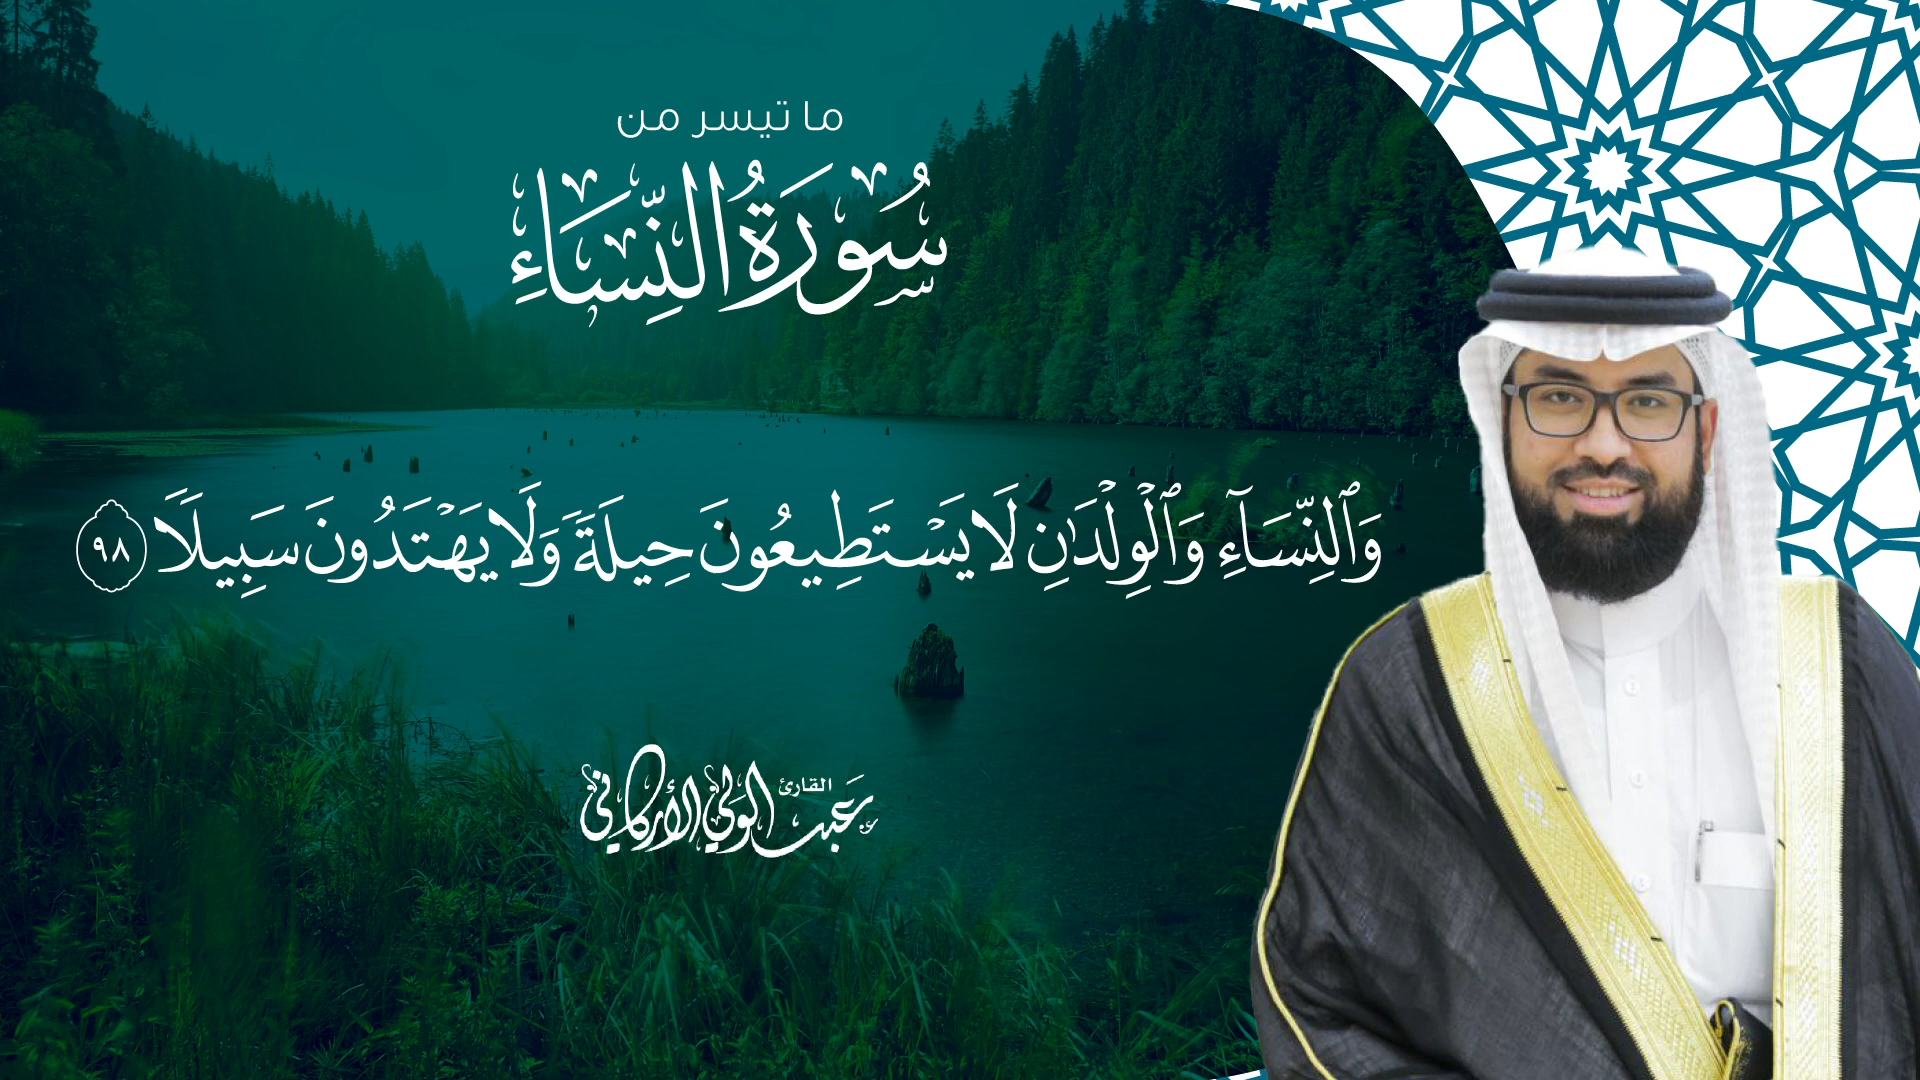 ما تيسر من
سُورَةُ النِّسَاءِ
وَٱلنِّسَآءِ وَٱلْوِلْدَٰنِ لَا يَسْتَطِيعُونَ حِيلَةً وَلَا يَهْتَدُونَ سَبِيلًا ٩٨
القارئ
عبد الولي الأركاني